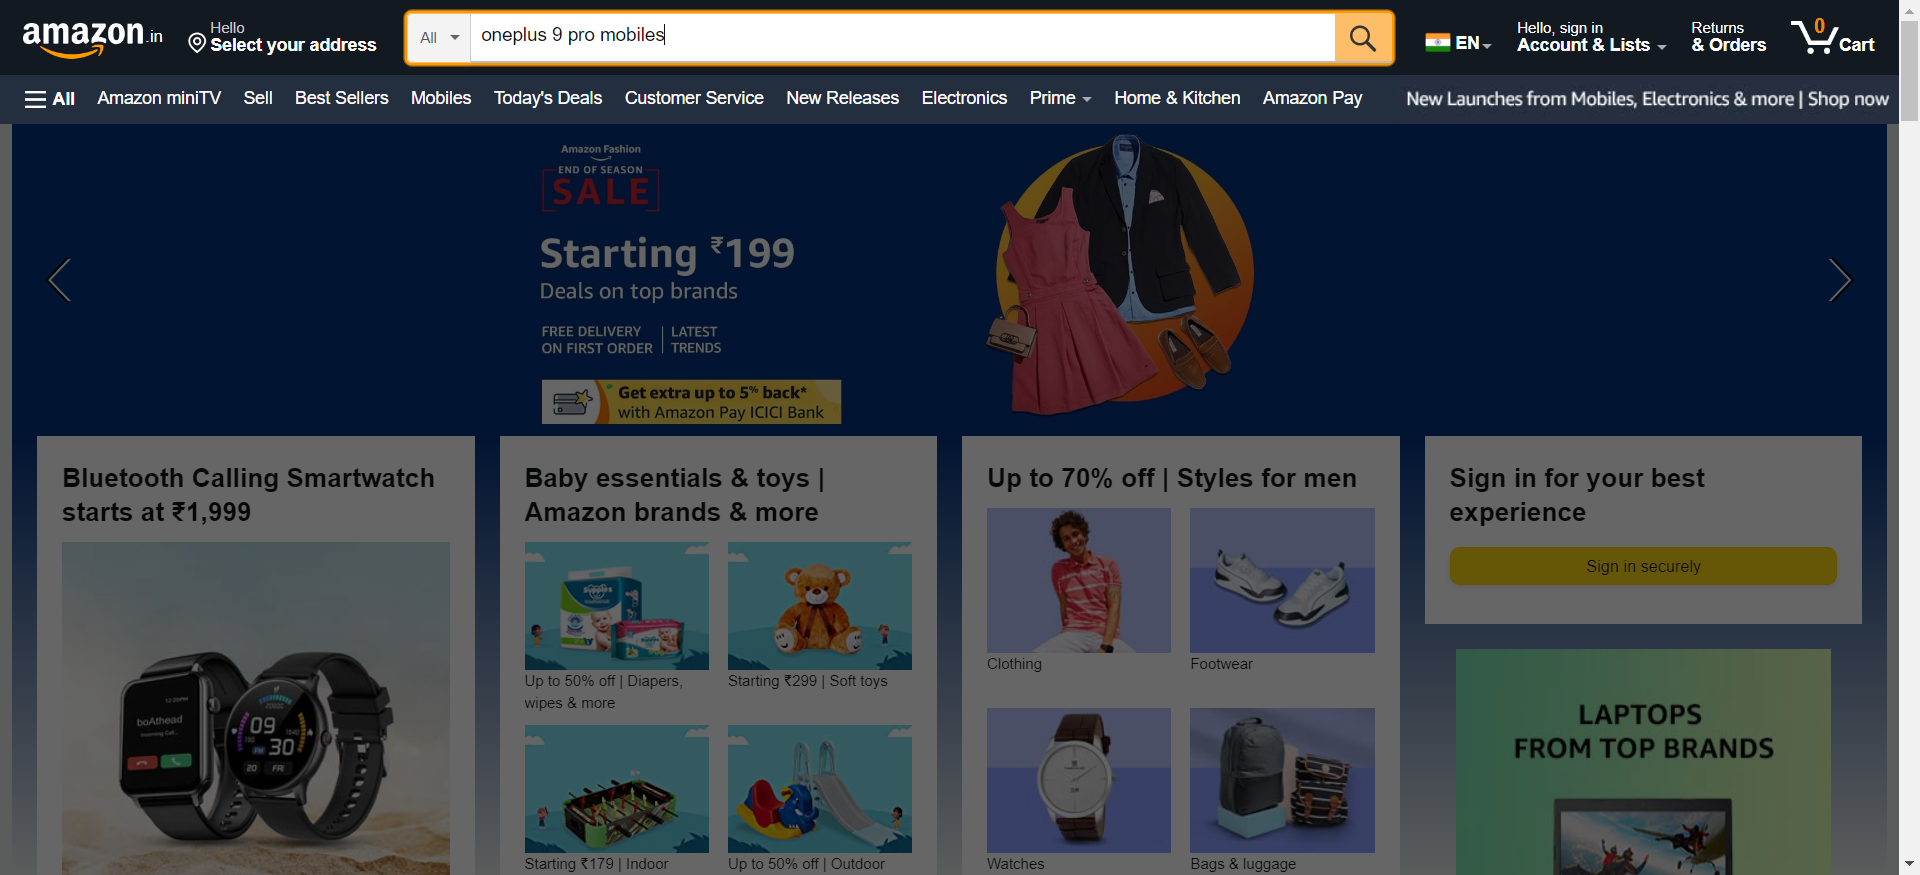 amazon.in
Hello
Select your address
All
oneplus 9 pro mobiles
EN
Hello, sign in
Account & Lists
Returns
& Orders
0
Cart
All
Amazon miniTV
Sell
Best Sellers
Mobiles
Today's Deals
Customer Service
New Releases
Electronics
Prime
Home & Kitchen
Amazon Pay
New Launches from Mobiles, Electronics & more | Shop now
Amazon Fashion
END OF SEASON
SALE
Starting ₹199
Deals on top brands
FREE DELIVERY
ON FIRST ORDER
LATEST
TRENDS
Get extra up to 5% back*
with Amazon Pay ICICI Bank
Bluetooth Calling Smartwatch
starts at ₹1,999
boAthead
Incoming Call...
09
30
20
FRI
Baby essentials & toys |
Amazon brands & more
Up to 50% off | Diapers,
wipes & more
Starting ₹299 | Soft toys
Starting ₹179 | Indoor
Up to 50% off | Outdoor
Up to 70% off | Styles for men
Clothing
Footwear
Watches
Bags & luggage
Sign in for your best
experience
Sign in securely
LAPTOPS
FROM TOP BRANDS